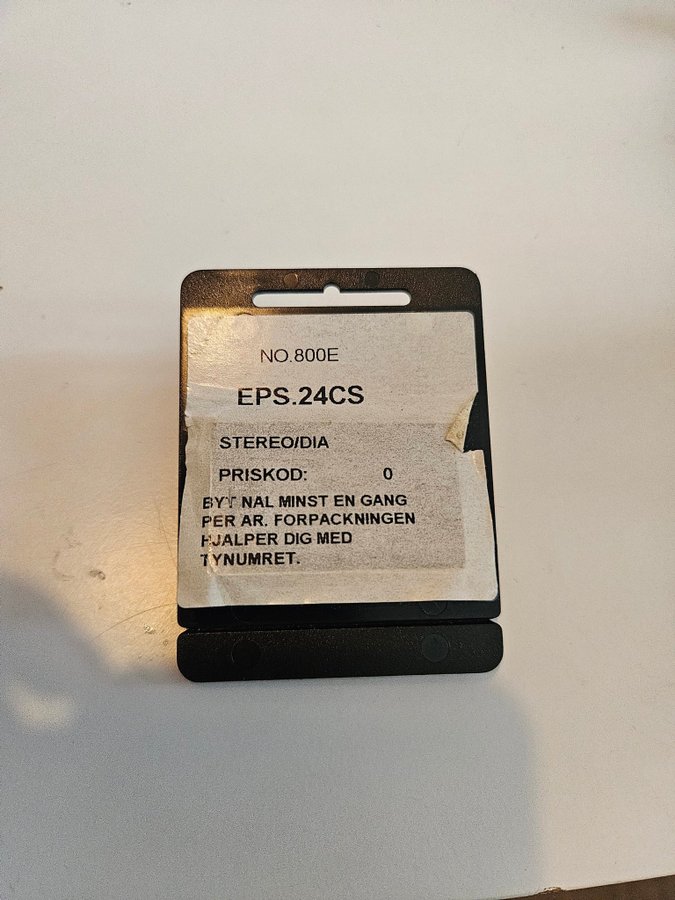 NO.800E
EPS.24CS
STEREO/DIA
PRISKOD: 0
BYT NAL MINST EN GANG
PER AR. FORPACKNINGEN
HJALPER DIG MED
TYNUMRET.